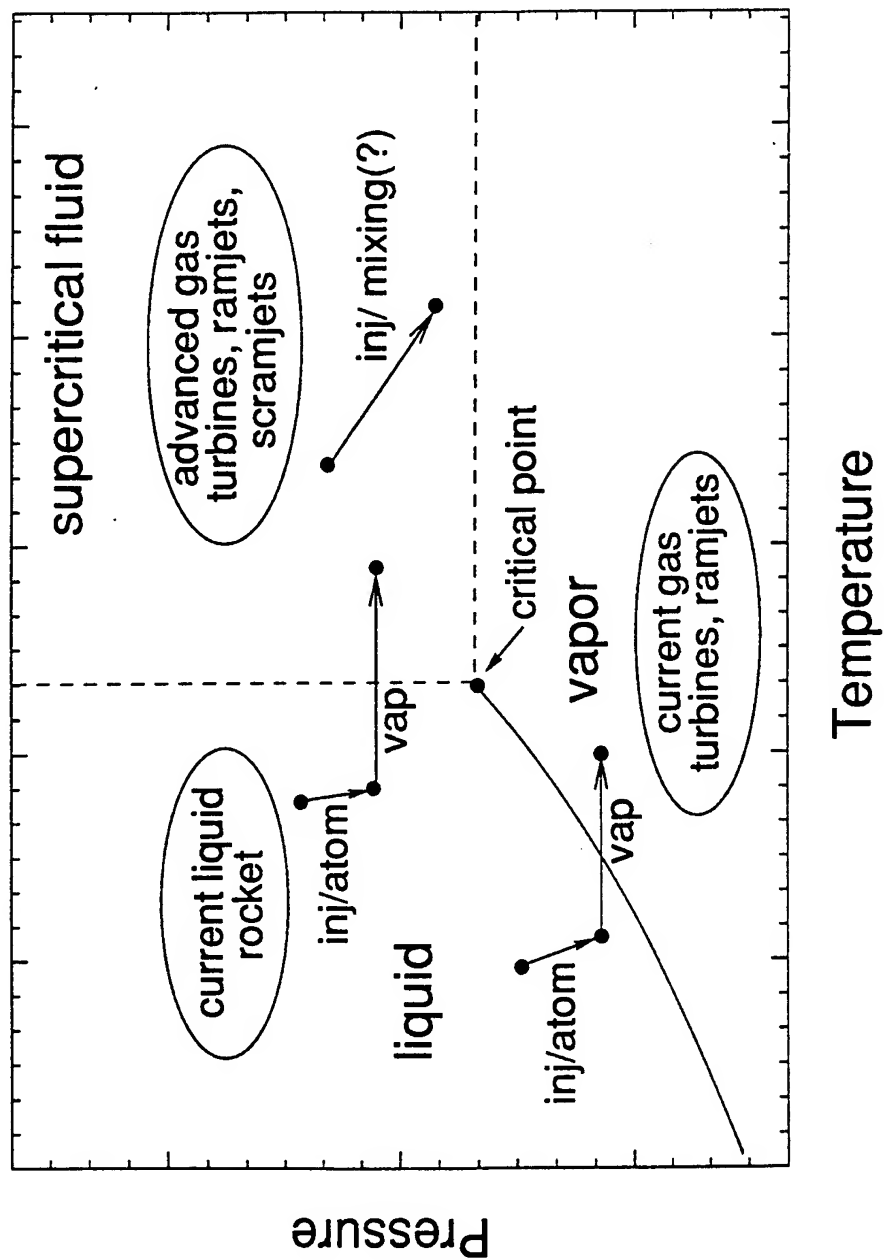 supercritical fluid
current liquid
rocket
advanced gas
turbines, ramjets,
scramjets
inj/atom
inj/ mixing(?)
vap
liquid
critical point
inj/atom
vapor
vap
current gas
turbines, ramjets
Pressure
Temperature